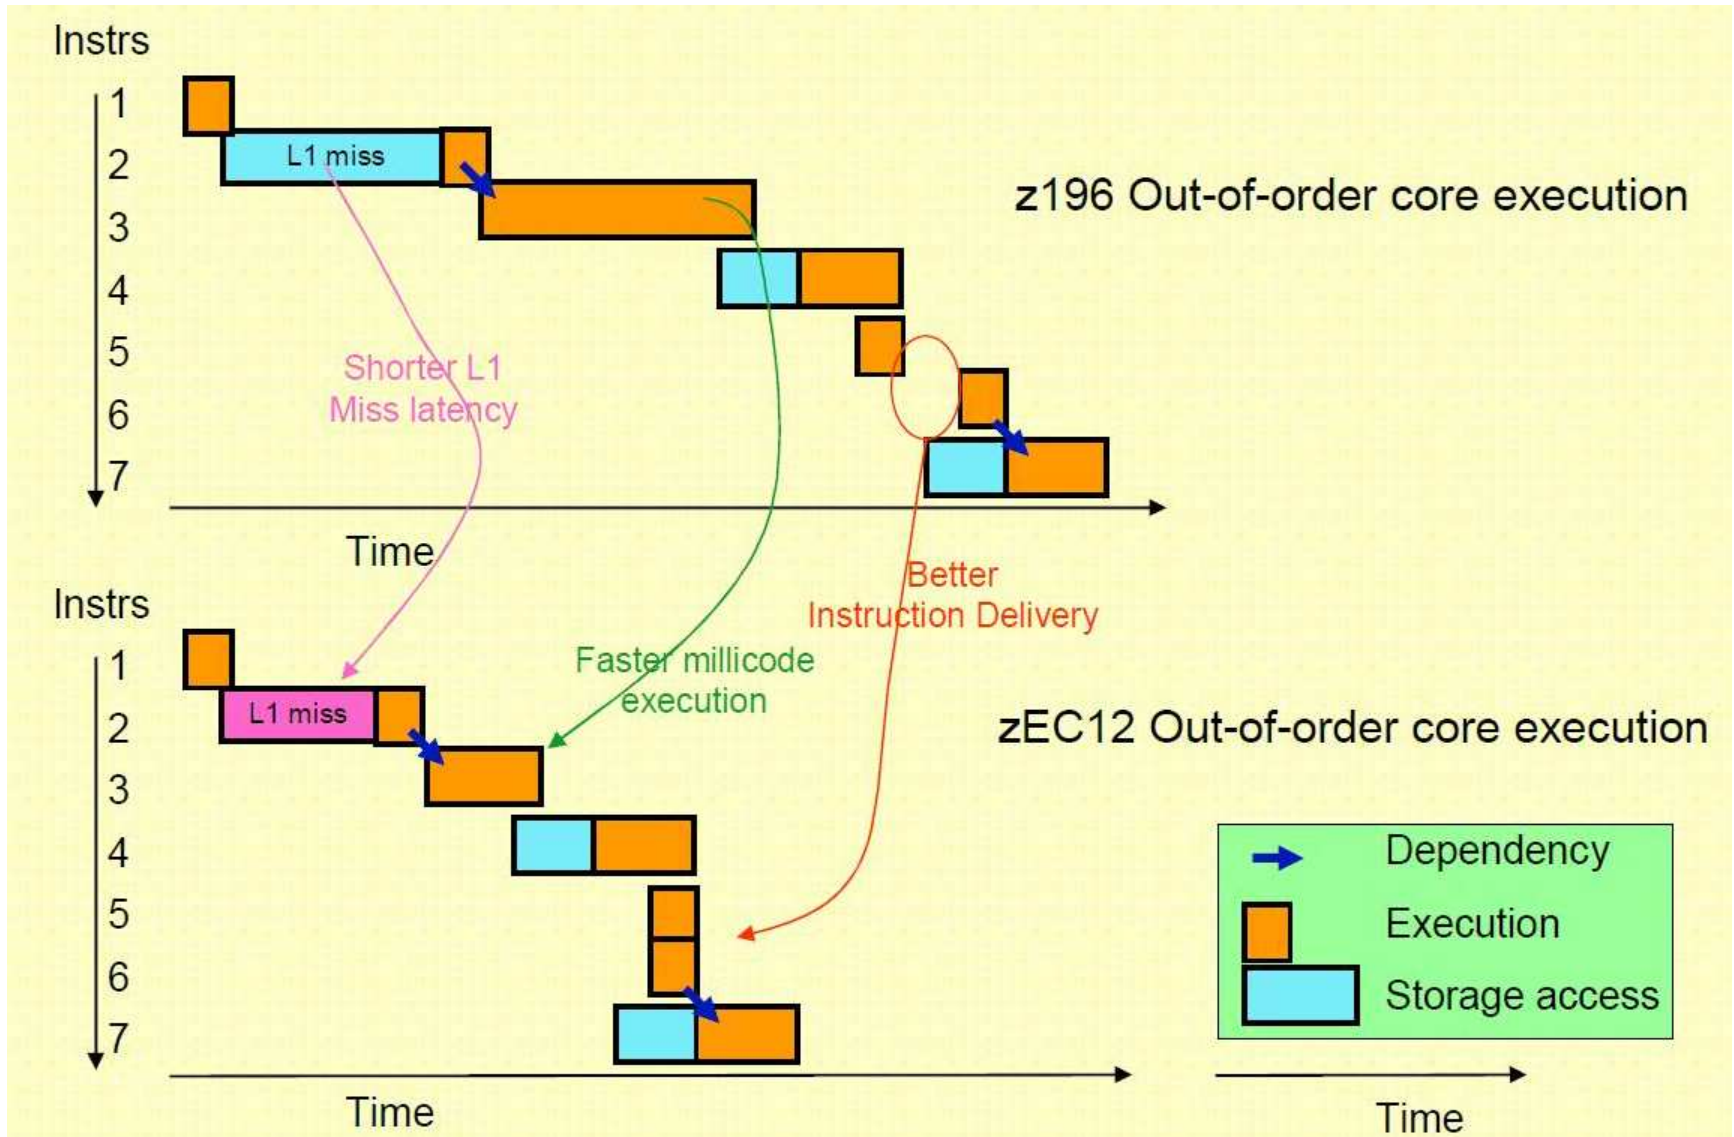 Instrs
1
L1 miss
2
3
z196 Out-of-order core execution
4
5
Shorter L1
Miss latency
6
7
Time
Better
Instruction Delivery
Instrs
1
Faster millicode
execution
L1 miss
2
zEC12 Out-of-order core execution
3
4
Dependency
5
Execution
6
Storage access
7
Time
Time